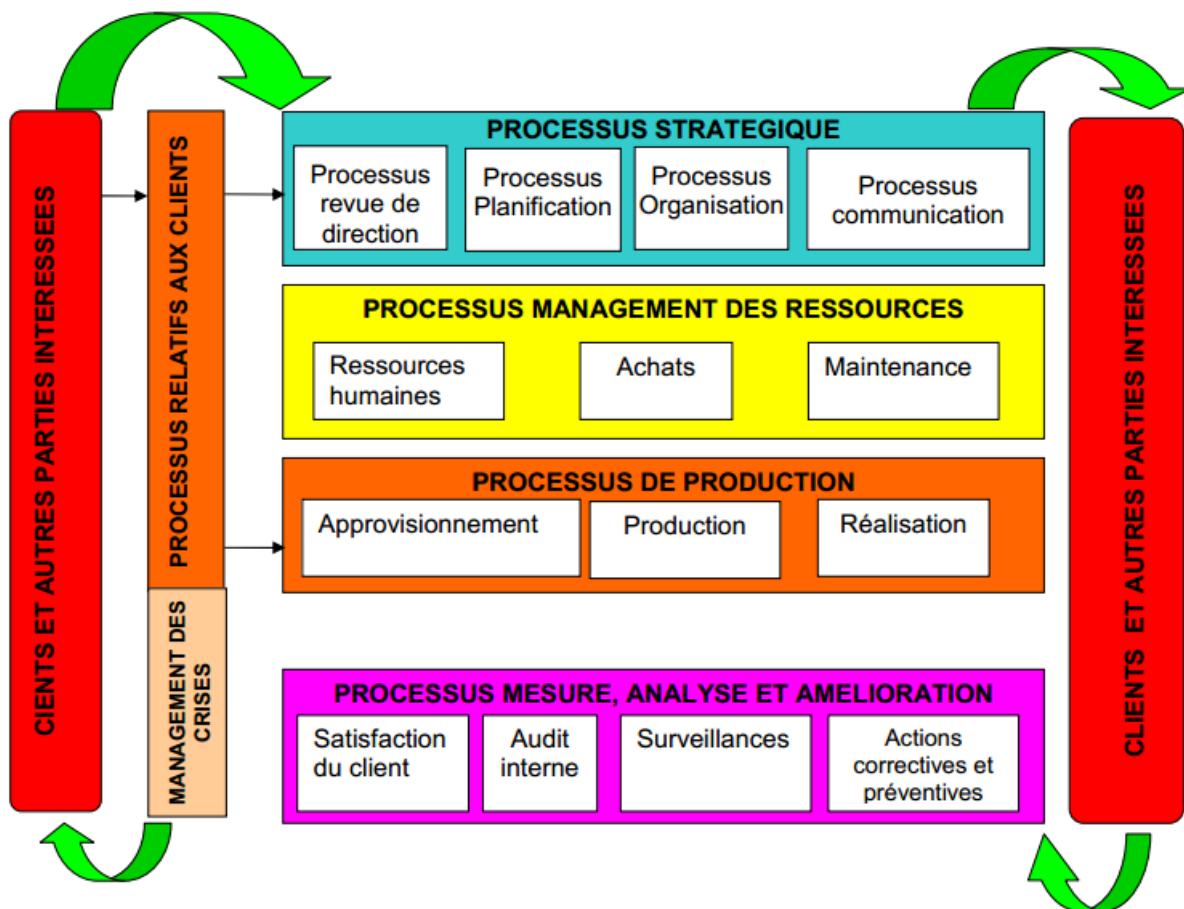 CIENTS ET AUTRES PARTIES INTERESSEES
PROCESSUS RELATIFS AUX CLIENTS
MANAGEMENT DES
CRISES
PROCESSUS STRATEGIQUE
Processus
revue de
direction
Processus
Planification
Processus
Organisation
Processus
communication
PROCESSUS MANAGEMENT DES RESSOURCES
Ressources
humaines
Achats
Maintenance
PROCESSUS DE PRODUCTION
Approvisionnement
Production
Réalisation
PROCESSUS MESURE, ANALYSE ET AMELIORATION
Satisfaction
du client
Audit
interne
Surveillances
Actions
correctives et
préventives
CLIENTS ET AUTRES PARTIES INTERESSEES